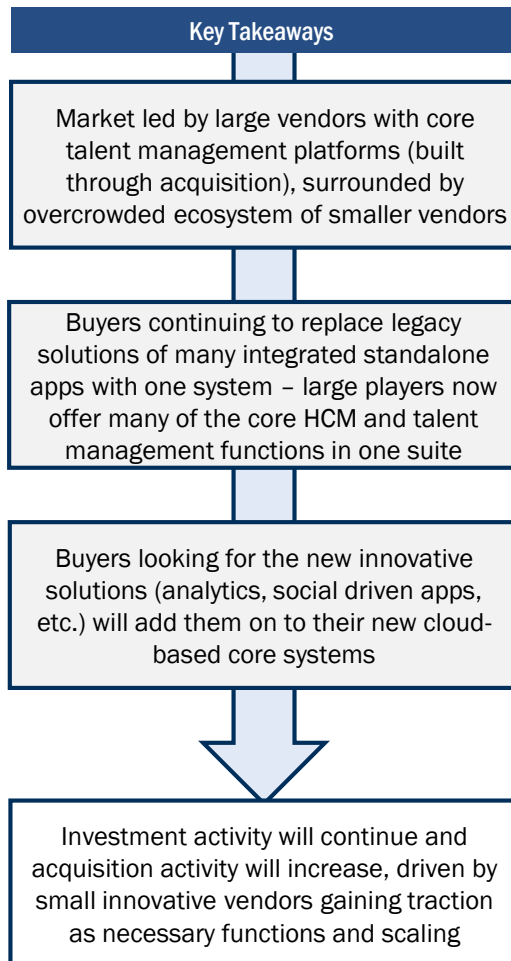 Key Takeaways
Market led by large vendors with core
talent management platforms (built
through acquisition), surrounded by
overcrowded ecosystem of smaller vendors
Buyers continuing to replace legacy
solutions of many integrated standalone
apps with one system – large players now
offer many of the core HCM and talent
management functions in one suite
Buyers looking for the new innovative
solutions (analytics, social driven apps,
etc.) will add them on to their new cloud-
based core systems
Investment activity will continue and
acquisition activity will increase, driven by
small innovative vendors gaining traction
as necessary functions and scaling